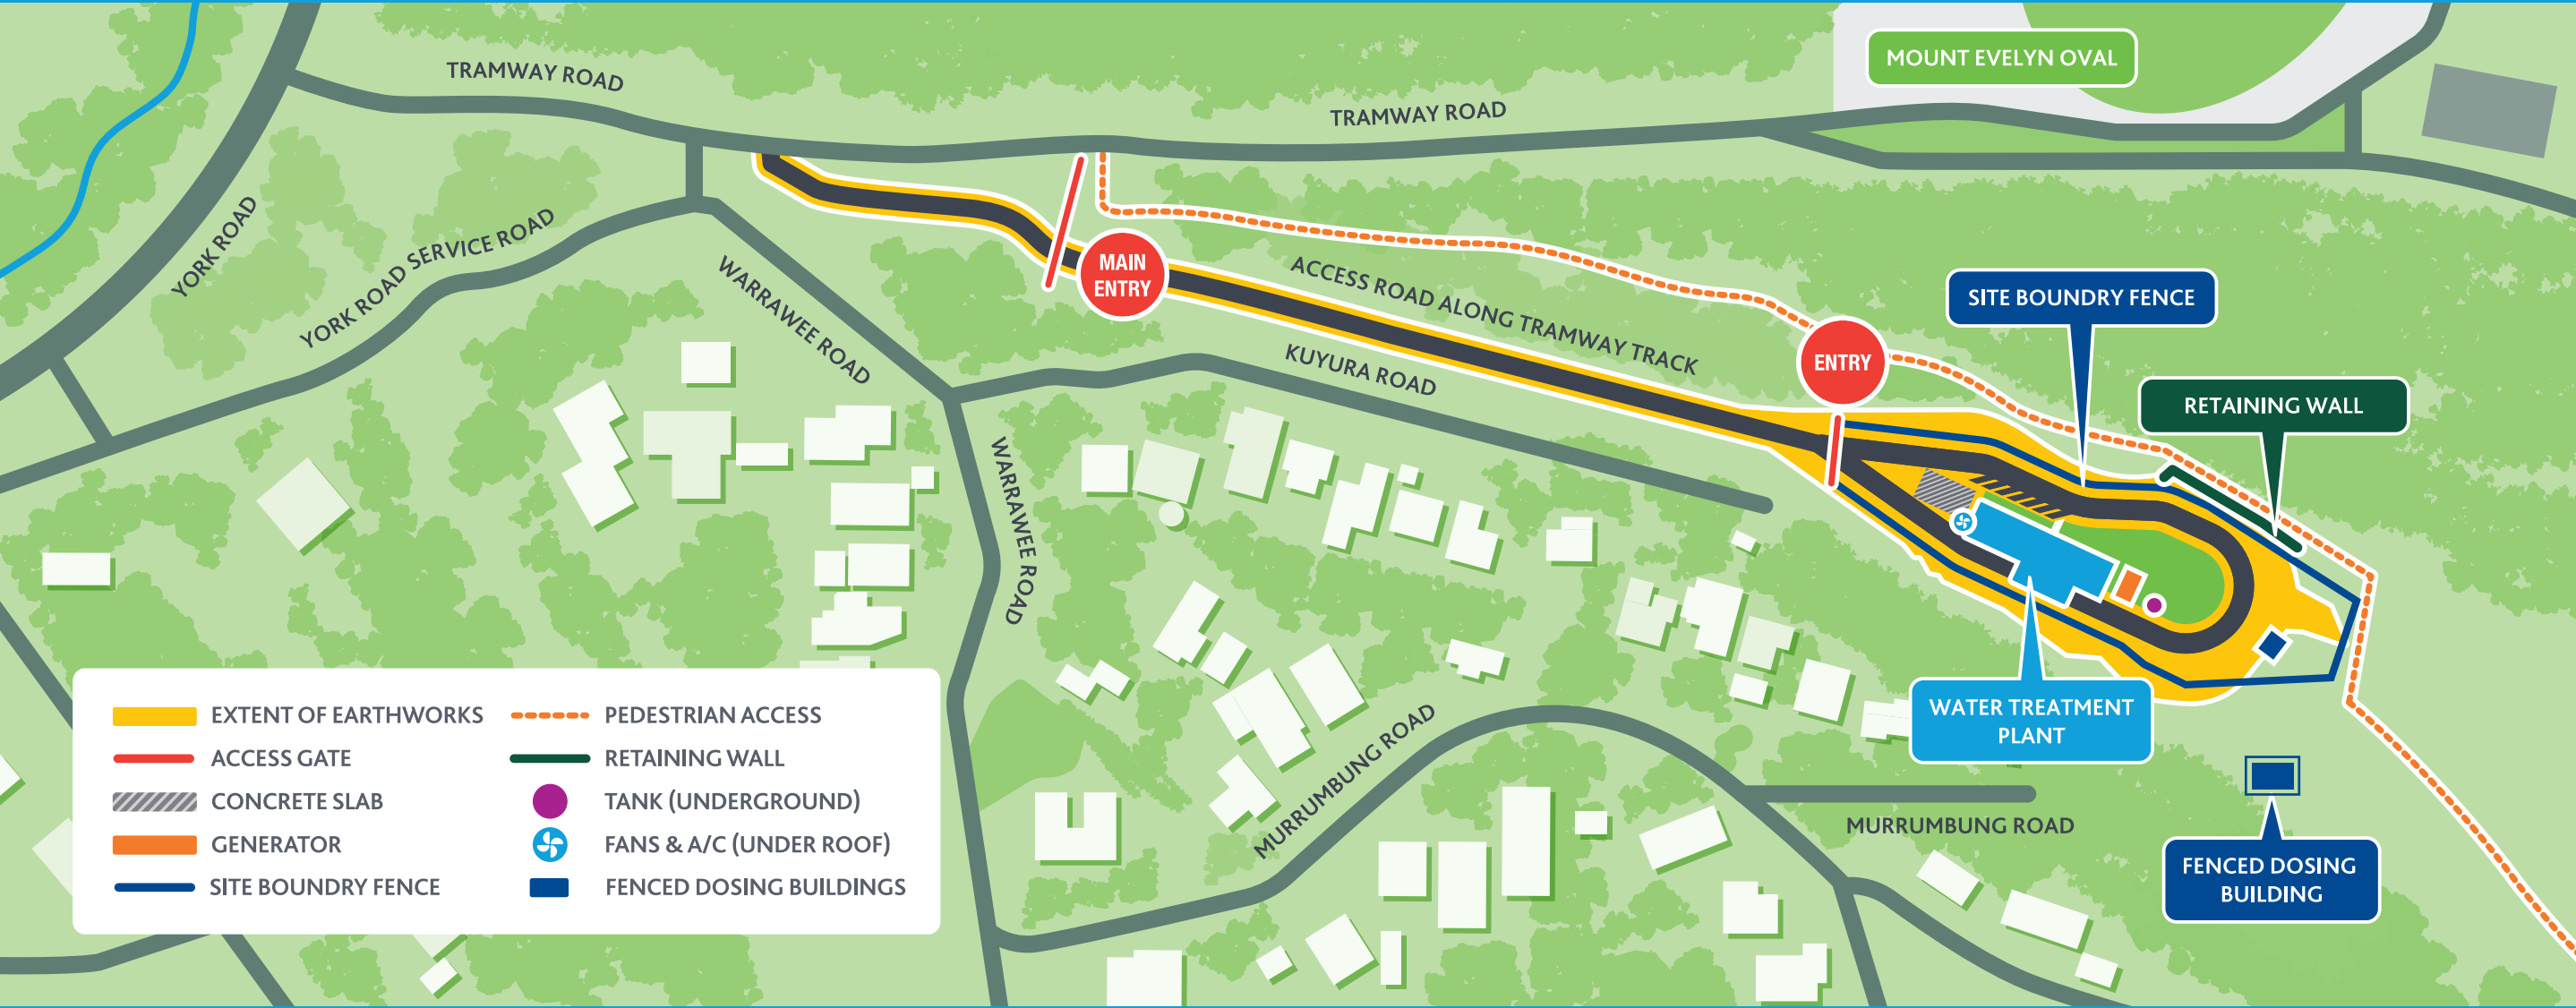 MOUNT EVELYN OVAL
TRAMWAY ROAD
TRAMWAY ROAD
YORK ROAD
YORK ROAD SERVICE ROAD
WARRAWEE ROAD
MAIN
ENTRY
ACCESS ROAD ALONG TRAMWAY TRACK
KUYURA ROAD
ENTRY
SITE BOUNDRY FENCE
RETAINING WALL
WARRAWEE ROAD
WATER TREATMENT
PLANT
MURRUMBUNG ROAD
MURRUMBUNG ROAD
FENCED DOSING
BUILDING
EXTENT OF EARTHWORKS
ACCESS GATE
CONCRETE SLAB
GENERATOR
SITE BOUNDRY FENCE
PEDESTRIAN ACCESS
RETAINING WALL
TANK (UNDERGROUND)
FANS & A/C (UNDER ROOF)
FENCED DOSING BUILDINGS